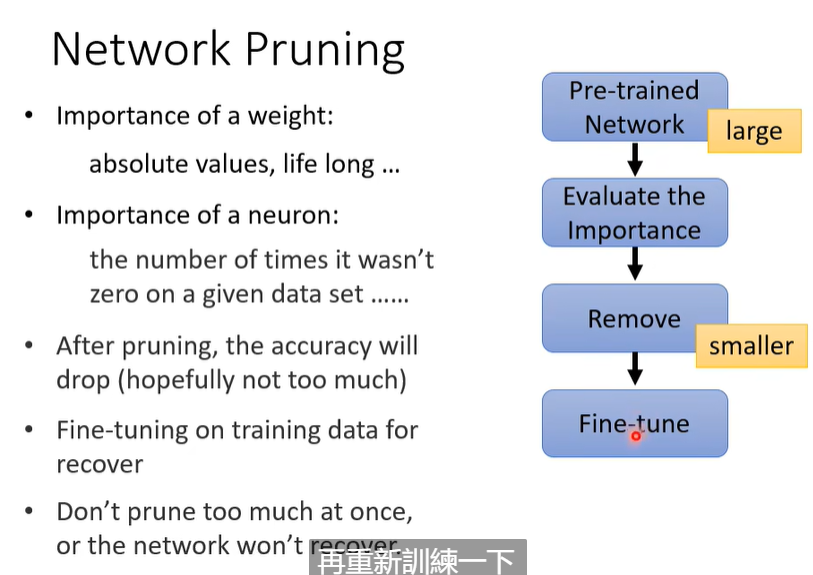 Network Pruning
• Importance of a weight:
absolute values, life long ...
• Importance of a neuron:
the number of times it wasn't
zero on a given data set ......
• After pruning, the accuracy will
drop (hopefully not too much)
• Fine-tuning on training data for
recover
• Don't prune too much at once,
or the network won't recover.
Pre-trained
Network
large
Evaluate the
Importance
Remove
smaller
Fine-tune
再重新訓練一下